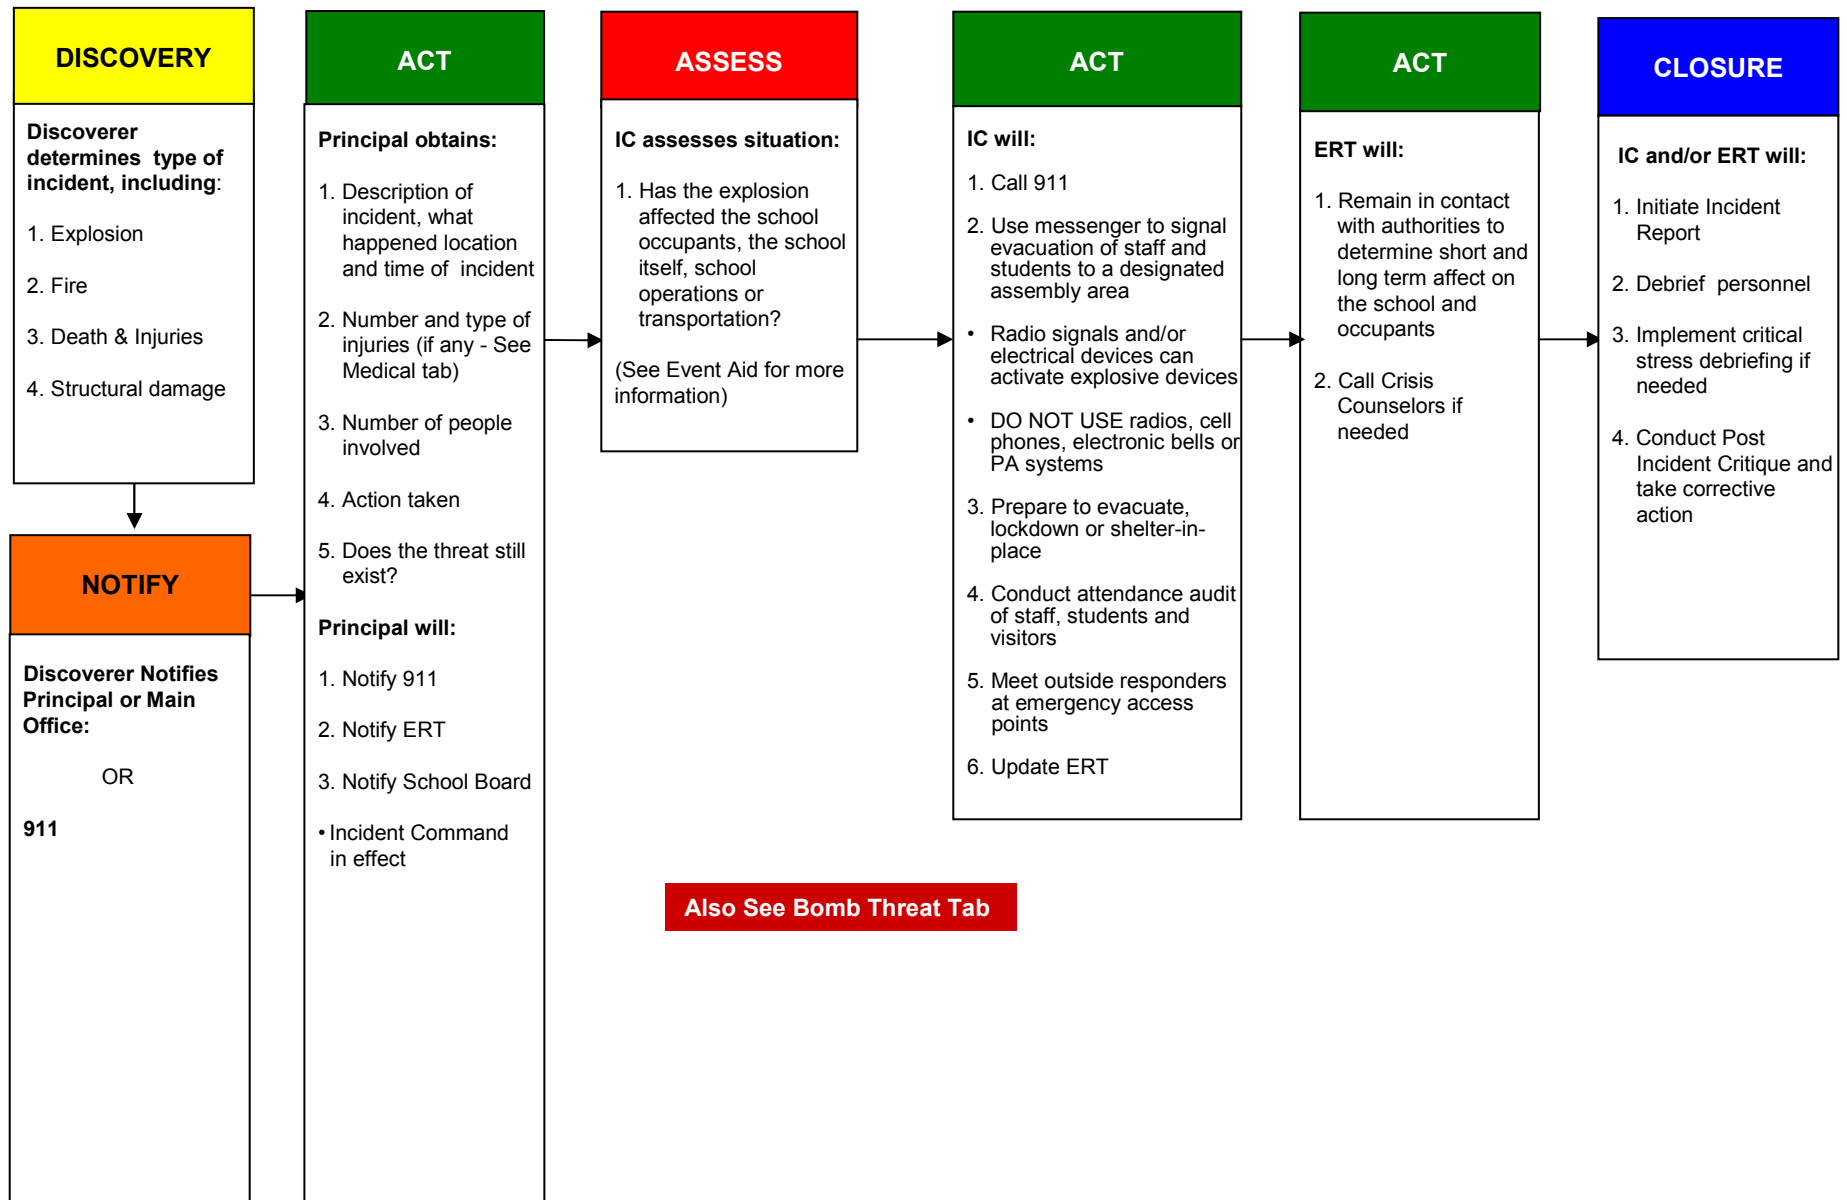 DISCOVERY
Discoverer
determines type of
incident, including:
1. Explosion
2. Fire
3. Death & Injuries
4. Structural damage
NOTIFY
Discoverer Notifies
Principal or Main
Office:
OR
911
ACT
Principal obtains:
1. Description of
incident, what
happened location
and time of incident
2. Number and type of
injuries (if any - See
Medical tab)
3. Number of people
involved
4. Action taken
5. Does the threat still
exist?
Principal will:
1. Notify 911
2. Notify ERT
3. Notify School Board
• Incident Command
in effect
ASSESS
IC assesses situation:
1. Has the explosion
affected the school
occupants, the school
itself, school
operations or
transportation?
(See Event Aid for more
information)
ACT
IC will:
1. Call 911
2. Use messenger to signal
evacuation of staff and
students to a designated
assembly area
• Radio signals and/or
electrical devices can
activate explosive devices
• DO NOT USE radios, cell
phones, electronic bells or
PA systems
3. Prepare to evacuate,
lockdown or shelter-in-
place
4. Conduct attendance audit
of staff, students and
visitors
5. Meet outside responders
at emergency access
points
6. Update ERT
ACT
ERT will:
1. Remain in contact
with authorities to
determine short and
long term affect on
the school and
occupants
2. Call Crisis
Counselors if
needed
CLOSURE
IC and/or ERT will:
1. Initiate Incident
Report
2. Debrief personnel
3. Implement critical
stress debriefing if
needed
4. Conduct Post
Incident Critique and
take corrective
action
Also See Bomb Threat Tab